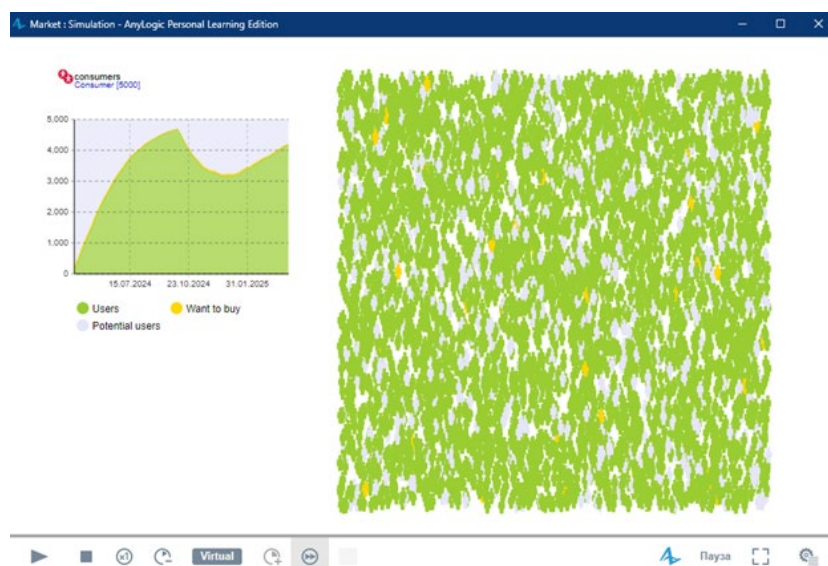 Market : Simulation - AnyLogic Personal Learning Edition
consumers
Consumer [5000]
5,000
4,000
3,000
2,000
1,000
0
15.07.2024 23.10.2024 31.01.2025
Users Want to buy
Potential users
x1 Virtual Пауза